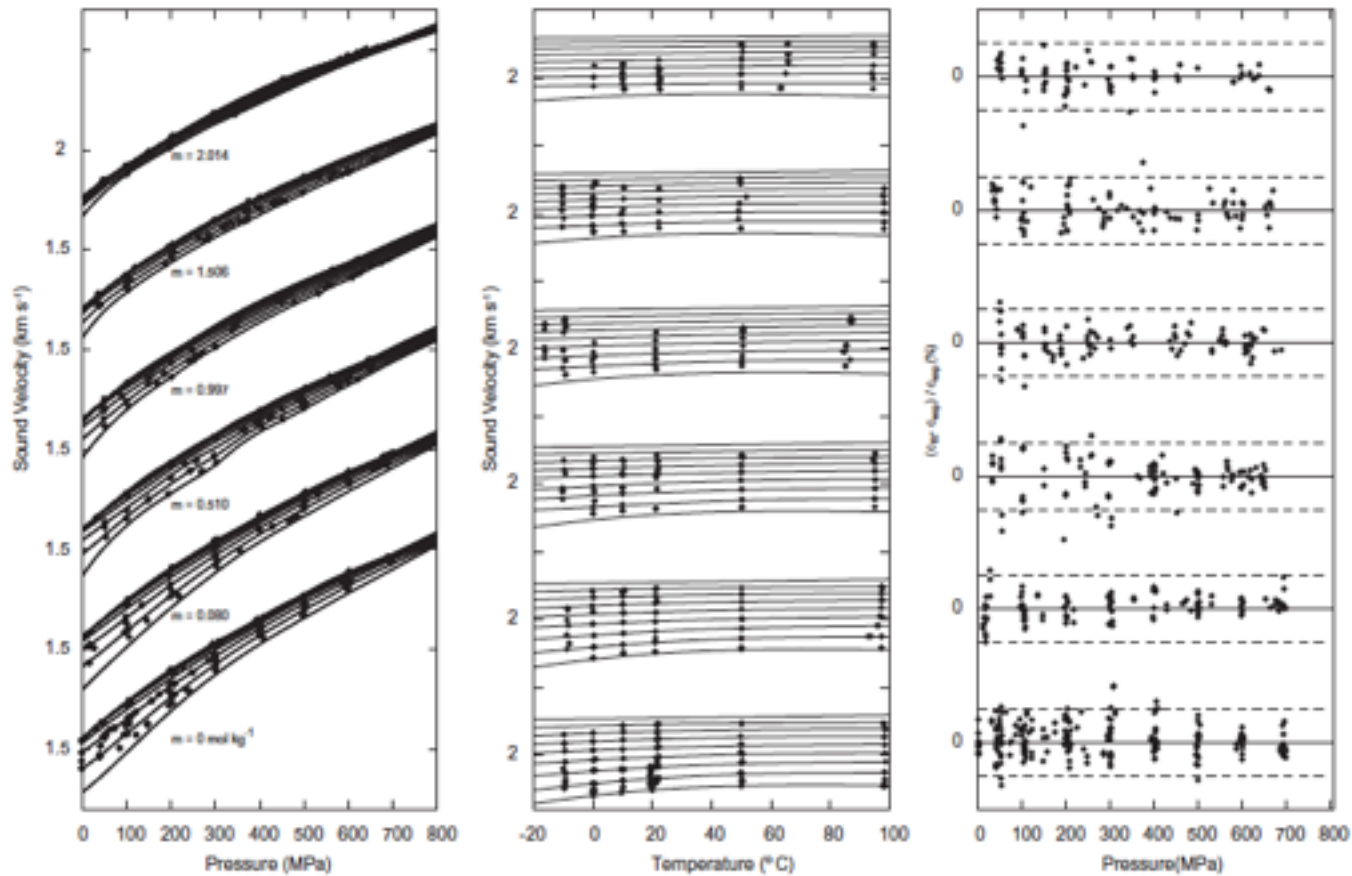 Sound Velocity (km s⁻¹)
2
1.5
1.5
1.5
1.5
1.5
1.5
m = 2.014
m = 1.506
m = 0.997
m = 0.510
m = 0.080
m = 0 mol kg⁻¹
0 100 200 300 400 500 600 700 800
Pressure (MPa)
Sound Velocity (km s⁻¹)
2
2
2
2
2
2
-20 0 20 40 60 80 100
Temperature (°C)
(%)
0
0
0
0
0
0
0 100 200 300 400 500 600 700 800
Pressure(MPa)